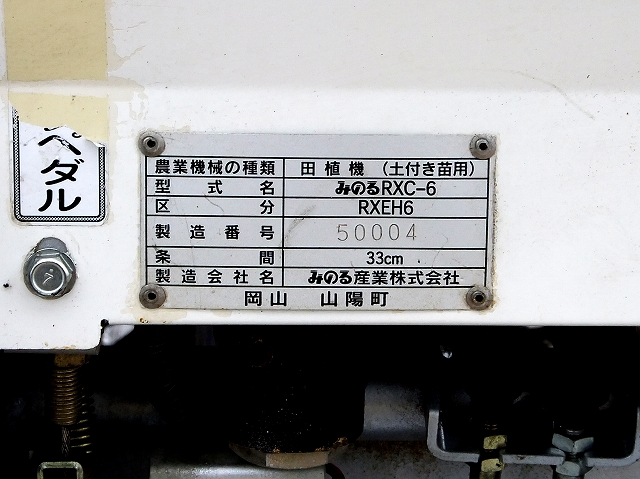 ペダル
農業機械の種類 田植機（土付き苗用）
型式名 みのるRXC-6
区分 RXEH6
製造番号 50004
条間 33cm
製造会社名 みのる産業株式会社
岡山 山陽町